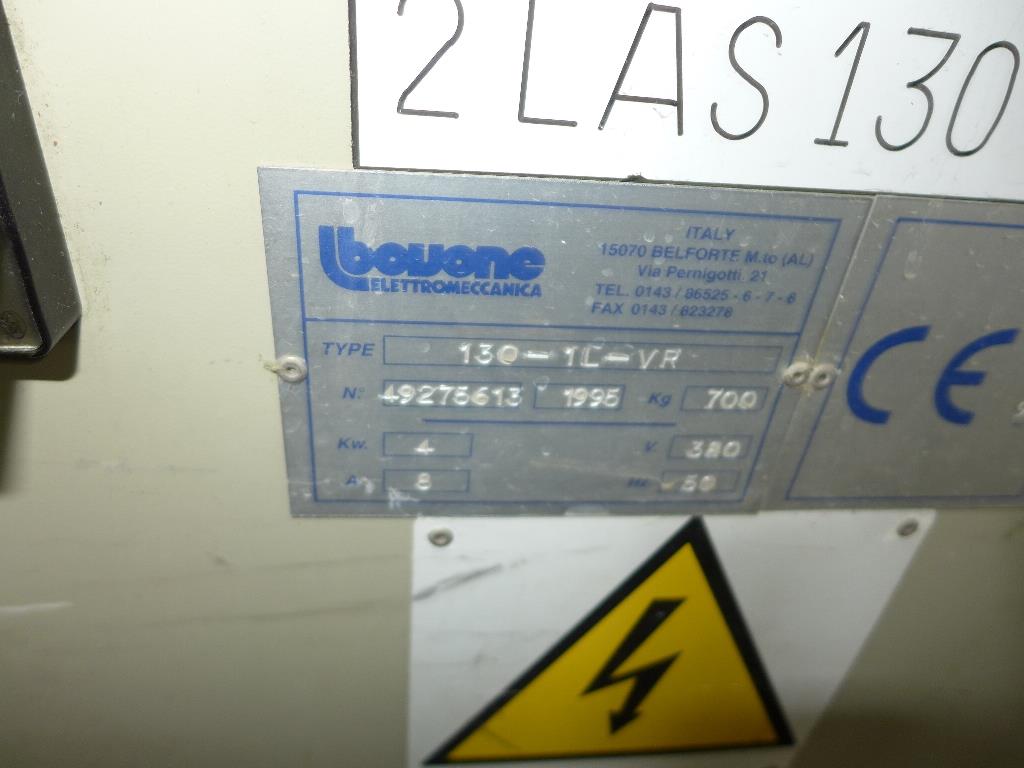 2 LAS 130
bovone
ELETTROMECCANICA
ITALY
15070 BELFORTE M.to (AL)
Via Pernigotti 21
TEL. 0143 / 86525 - 6 - 7 - 8
FAX 0143 / 823278
TYPE 130-1L-VR
N° 49275613 1995 Kg 700
Kw. 4 V 380
A 8 Hz 50
CE